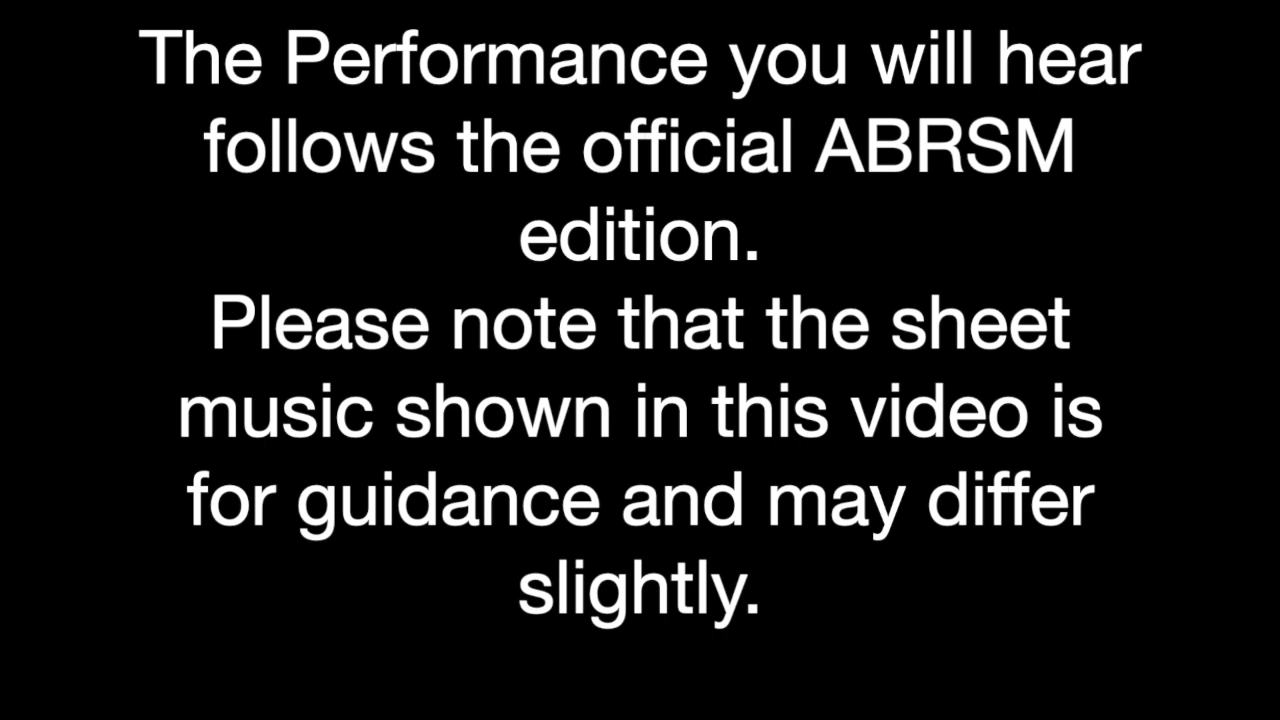 The Performance you will hear
follows the official ABRSM
edition.
Please note that the sheet
music shown in this video is
for guidance and may differ
slightly.